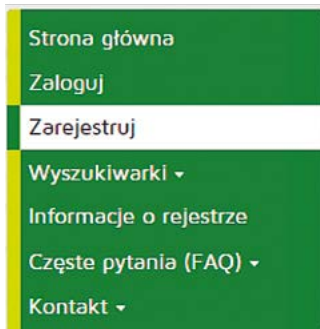 Strona główna
Zaloguj
Zarejestruj
Wyszukiwarki
Informacje o rejestrze
Częste pytania (FAQ)
Kontakt